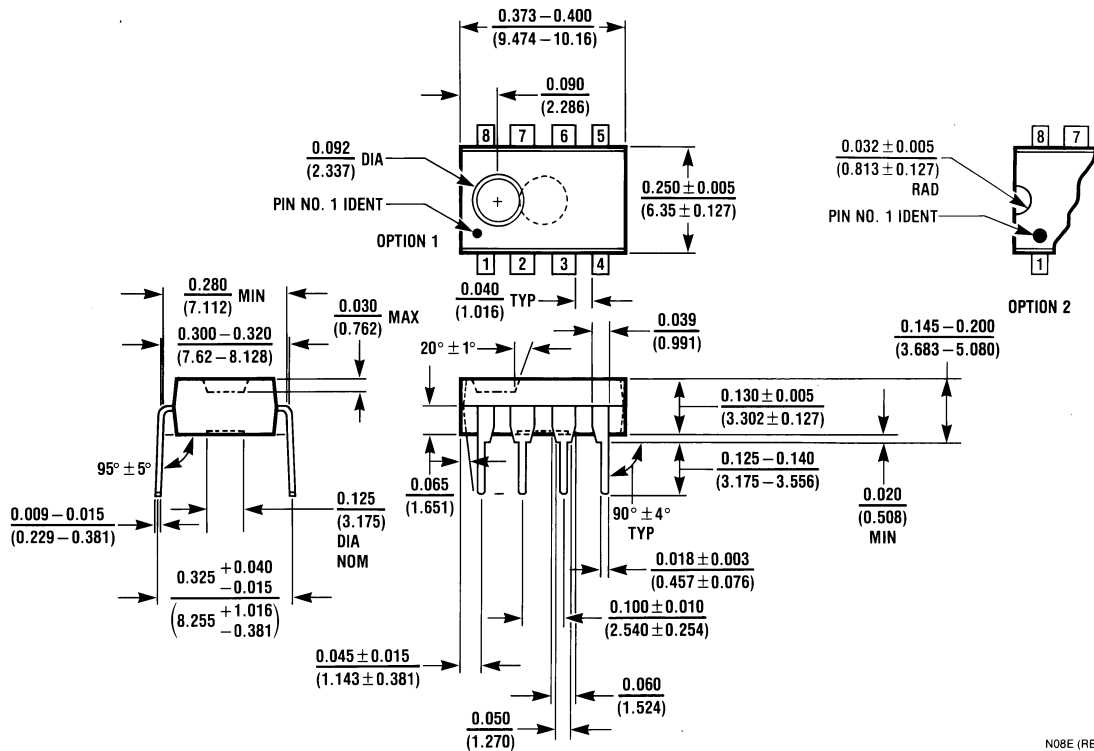 0.373 – 0.400
(9.474 – 10.16)
0.090
(2.286)
8 7 6 5
0.092 DIA
(2.337)
PIN NO. 1 IDENT
OPTION 1
0.250 ± 0.005
(6.35 ± 0.127)
1 2 3 4
8 7
0.032 ± 0.005
(0.813 ± 0.127)
RAD
PIN NO. 1 IDENT
1
OPTION 2
0.280 MIN
(7.112)
0.300 – 0.320
(7.62 – 8.128)
0.030 MAX
(0.762)
0.040 TYP
(1.016)
0.039
(0.991)
20° ± 1°
0.145 – 0.200
(3.683 – 5.080)
0.130 ± 0.005
(3.302 ± 0.127)
95° ± 5°
0.065
(1.651)
0.125 – 0.140
(3.175 – 3.556)
90° ± 4°
TYP
0.020
(0.508)
MIN
0.009 – 0.015
(0.229 – 0.381)
0.125
(3.175)
DIA
NOM
0.018 ± 0.003
(0.457 ± 0.076)
0.325 +0.040
–0.015
(8.255 +1.016
–0.381)
0.100 ± 0.010
(2.540 ± 0.254)
0.045 ± 0.015
(1.143 ± 0.381)
0.060
(1.524)
0.050
(1.270)
N08E (RE